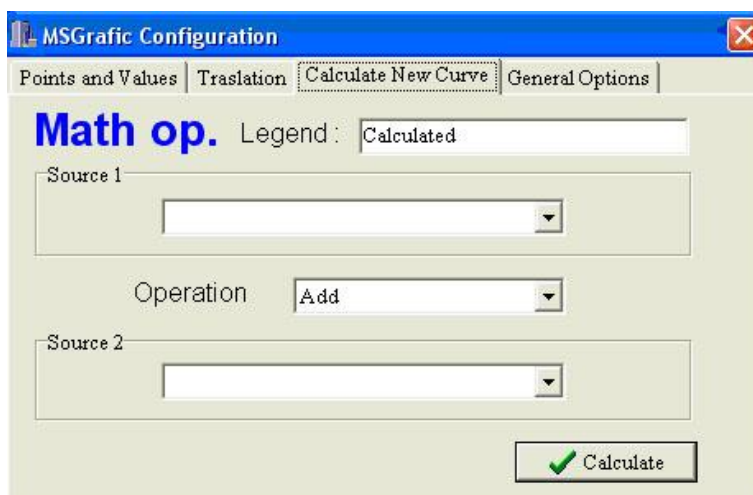 MSGrafic Configuration
Points and Values Traslation Calculate New Curve General Options
Math op. Legend : Calculated
Source 1
Operation Add
Source 2
Calculate